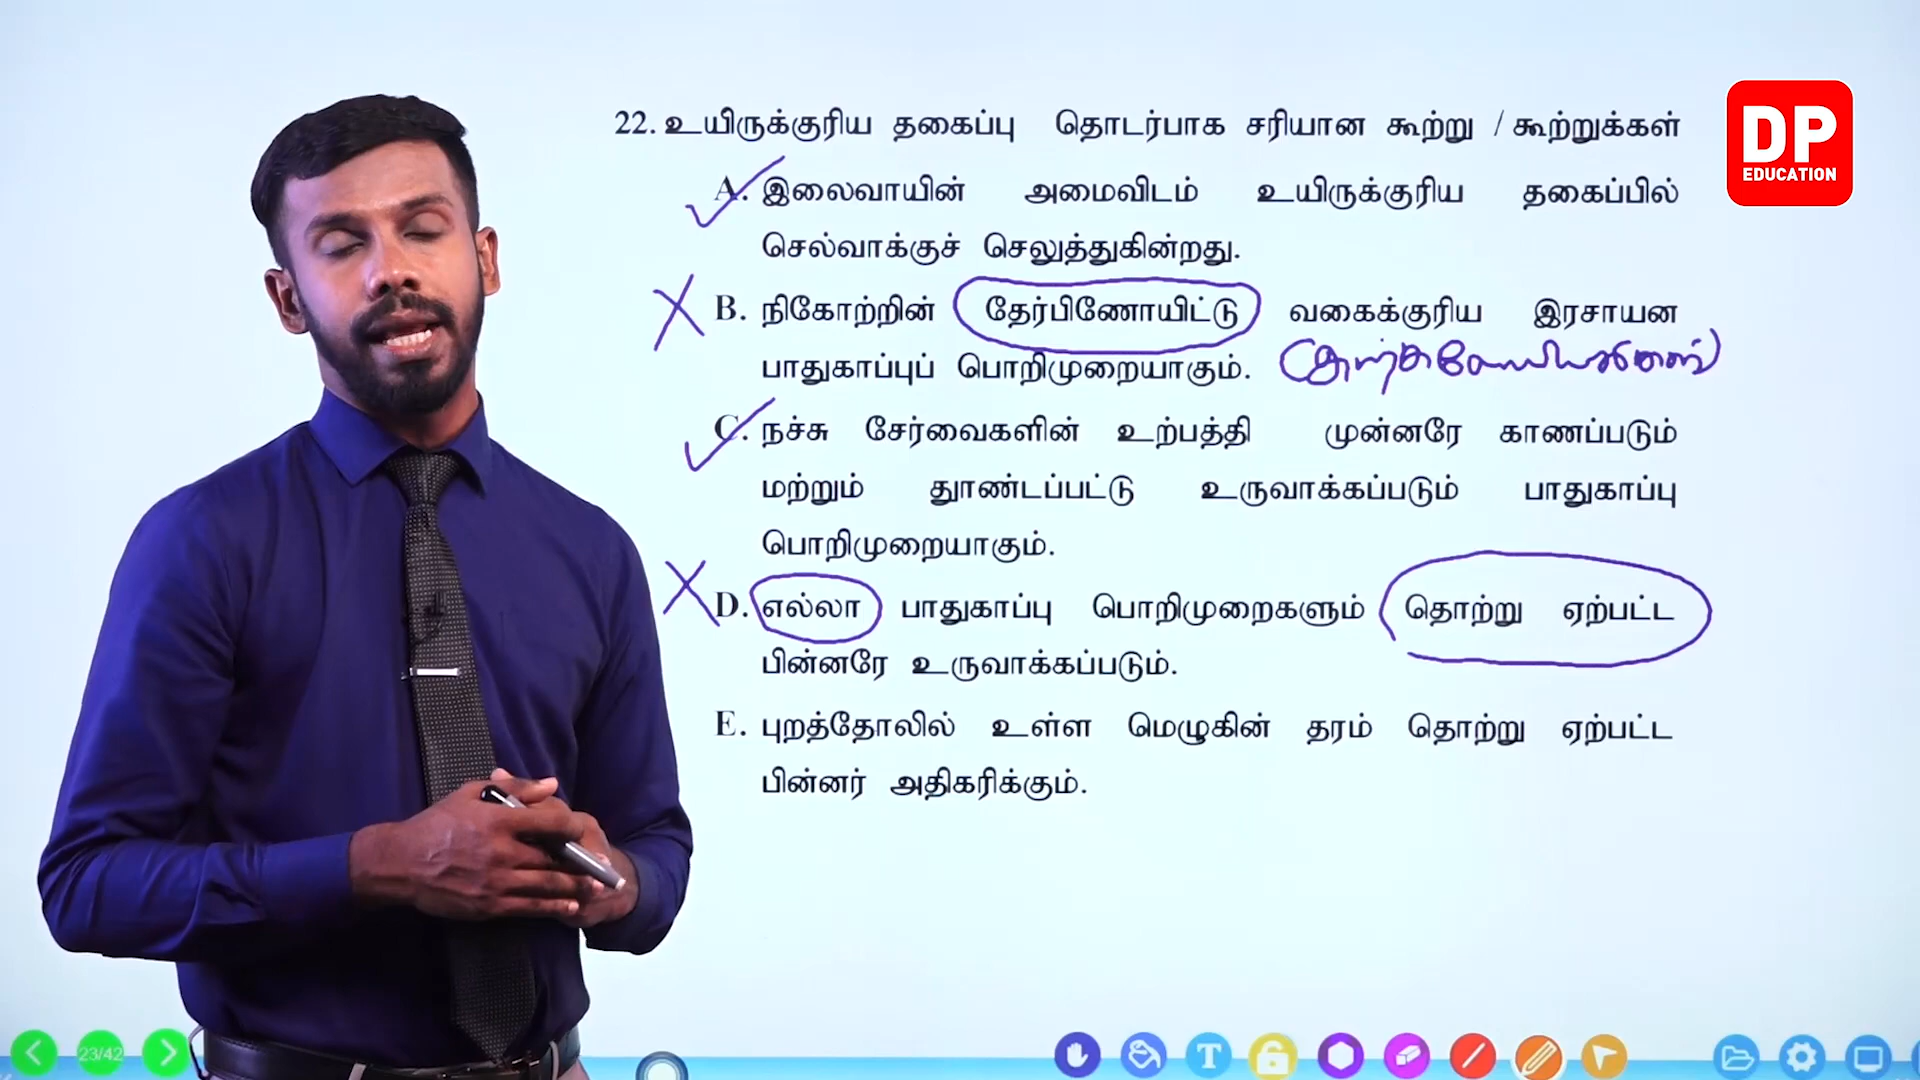 22. உயிருக்குரிய தகைப்பு தொடர்பாக சரியான கூற்று / கூற்றுக்கள்
A. இலைவாயின் அமைவிடம் உயிருக்குரிய தகைப்பில்
செல்வாக்குச் செலுத்துகின்றது.
B. நிகோற்றின் தேர்பிணோயிட்டு வகைக்குரிய இரசாயன
பாதுகாப்புப் பொறிமுறையாகும்.
C. நச்சு சேர்வைகளின் உற்பத்தி முன்னரே காணப்படும்
மற்றும் தூண்டப்பட்டு உருவாக்கப்படும் பாதுகாப்பு
பொறிமுறையாகும்.
D. எல்லா பாதுகாப்பு பொறிமுறைகளும் தொற்று ஏற்பட்ட
பின்னரே உருவாக்கப்படும்.
E. புறத்தோலில் உள்ள மெழுகின் தரம் தொற்று ஏற்பட்ட
பின்னர் அதிகரிக்கும்.
DP
EDUCATION
23/42
T